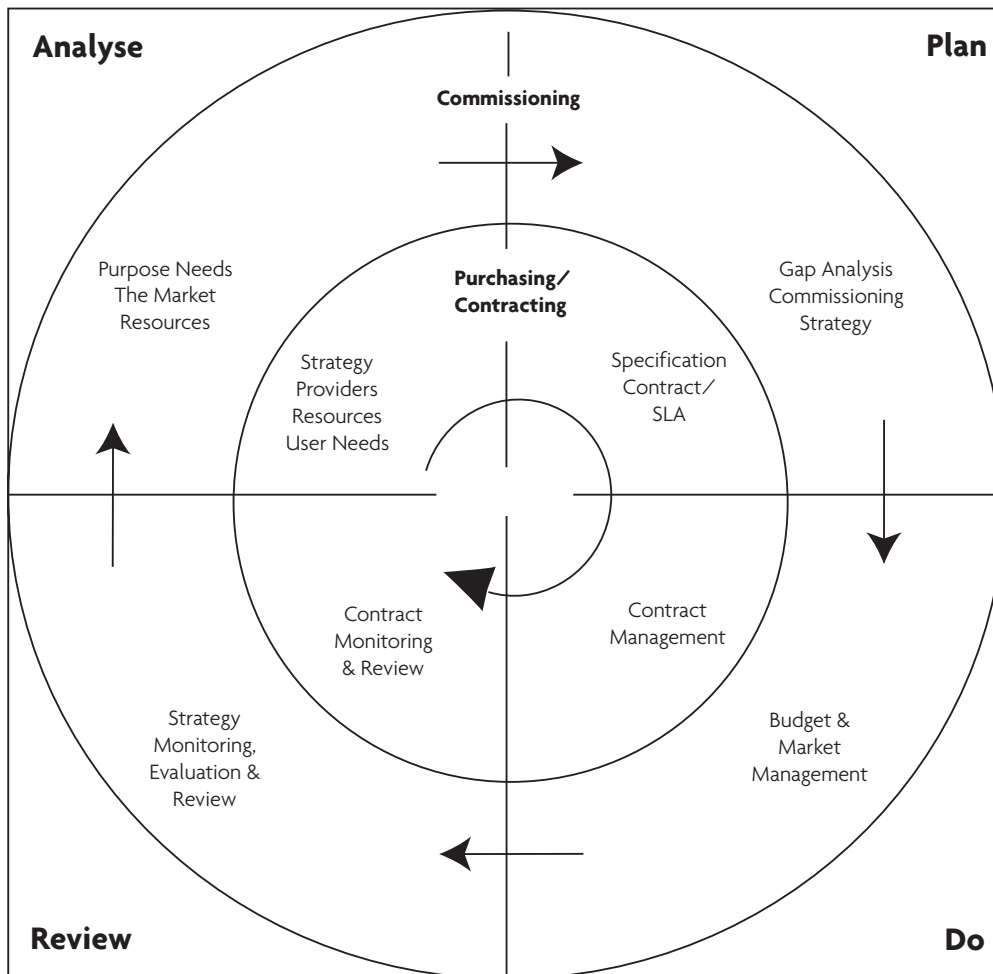 Analyse
Plan
Commissioning
Purpose Needs
The Market
Resources
Purchasing/
Contracting
Gap Analysis
Commissioning
Strategy
Strategy
Providers
Resources
User Needs
Specification
Contract/
SLA
Contract
Monitoring
& Review
Contract
Management
Strategy
Monitoring,
Evaluation &
Review
Budget &
Market
Management
Review
Do